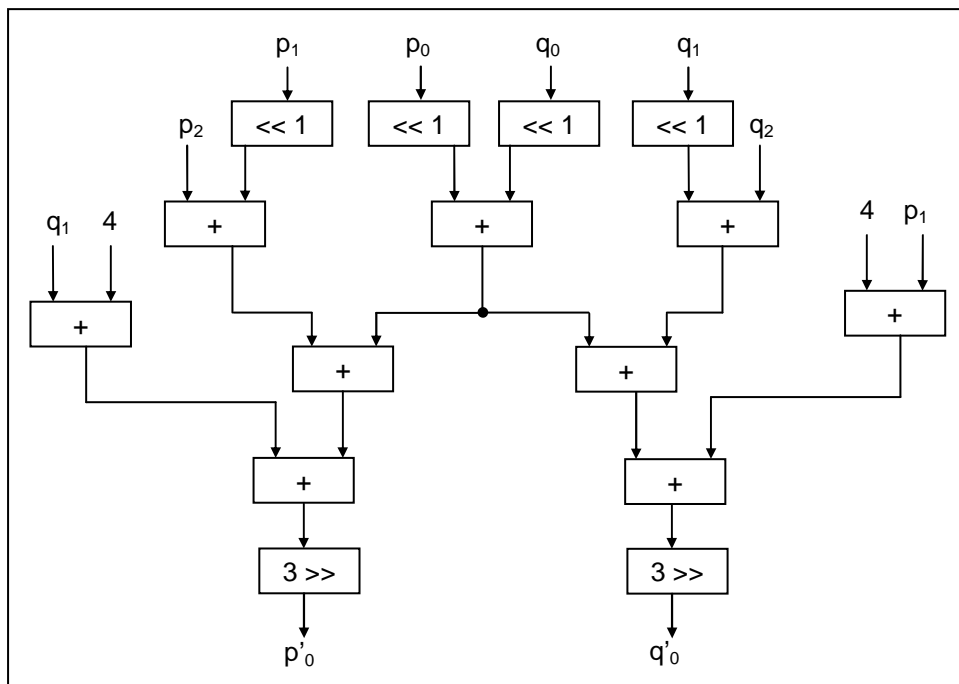 p₁ p₀ q₀ q₁
<< 1 << 1 << 1 << 1
p₂ q₂
q₁ 4 + + + 4 p₁
+ +
+ +
+ +
3 >> 3 >>
p'₀ q'₀